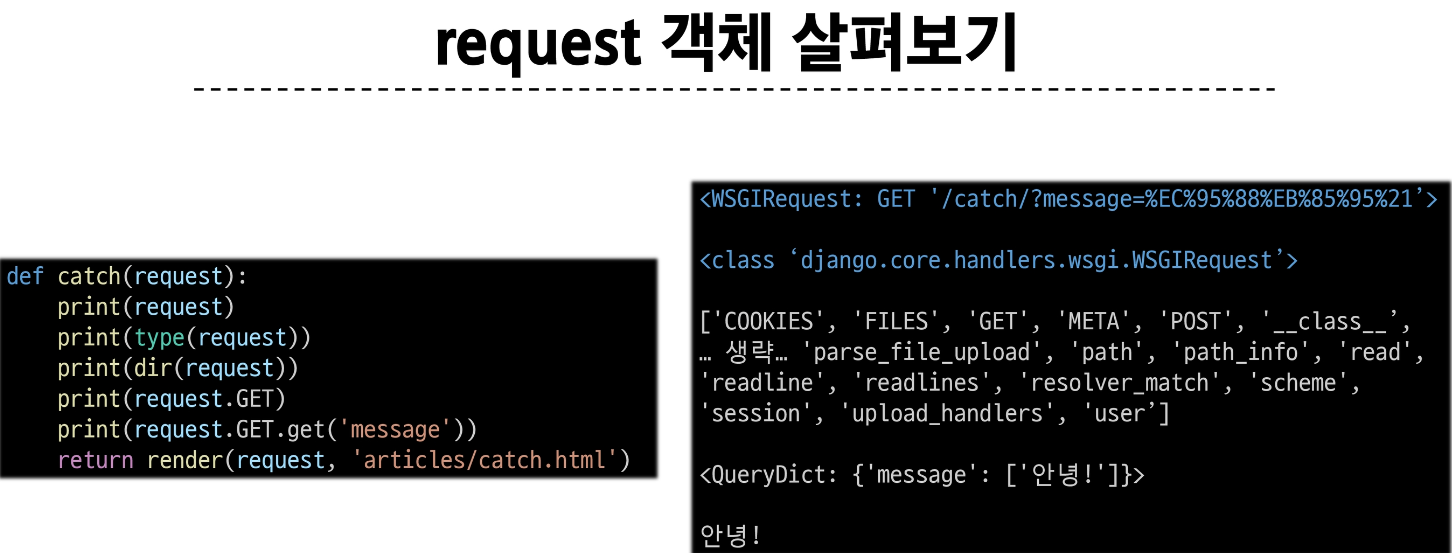 request 객체 살펴보기
def catch(request):
    print(request)
    print(type(request))
    print(dir(request))
    print(request.GET)
    print(request.GET.get('message'))
    return render(request, 'articles/catch.html')
<WSGIRequest: GET '/catch/?message=%EC%95%88%EB%85%95%21’>
<class ‘django.core.handlers.wsgi.WSGIRequest’>
['COOKIES', 'FILES', 'GET', 'META', 'POST', '__class__’,
… 생략… 'parse_file_upload', 'path', 'path_info', 'read',
'readline', 'readlines', 'resolver_match', 'scheme',
'session', 'upload_handlers', 'user’]
<QueryDict: {'message': ['안녕!']}>
안녕!